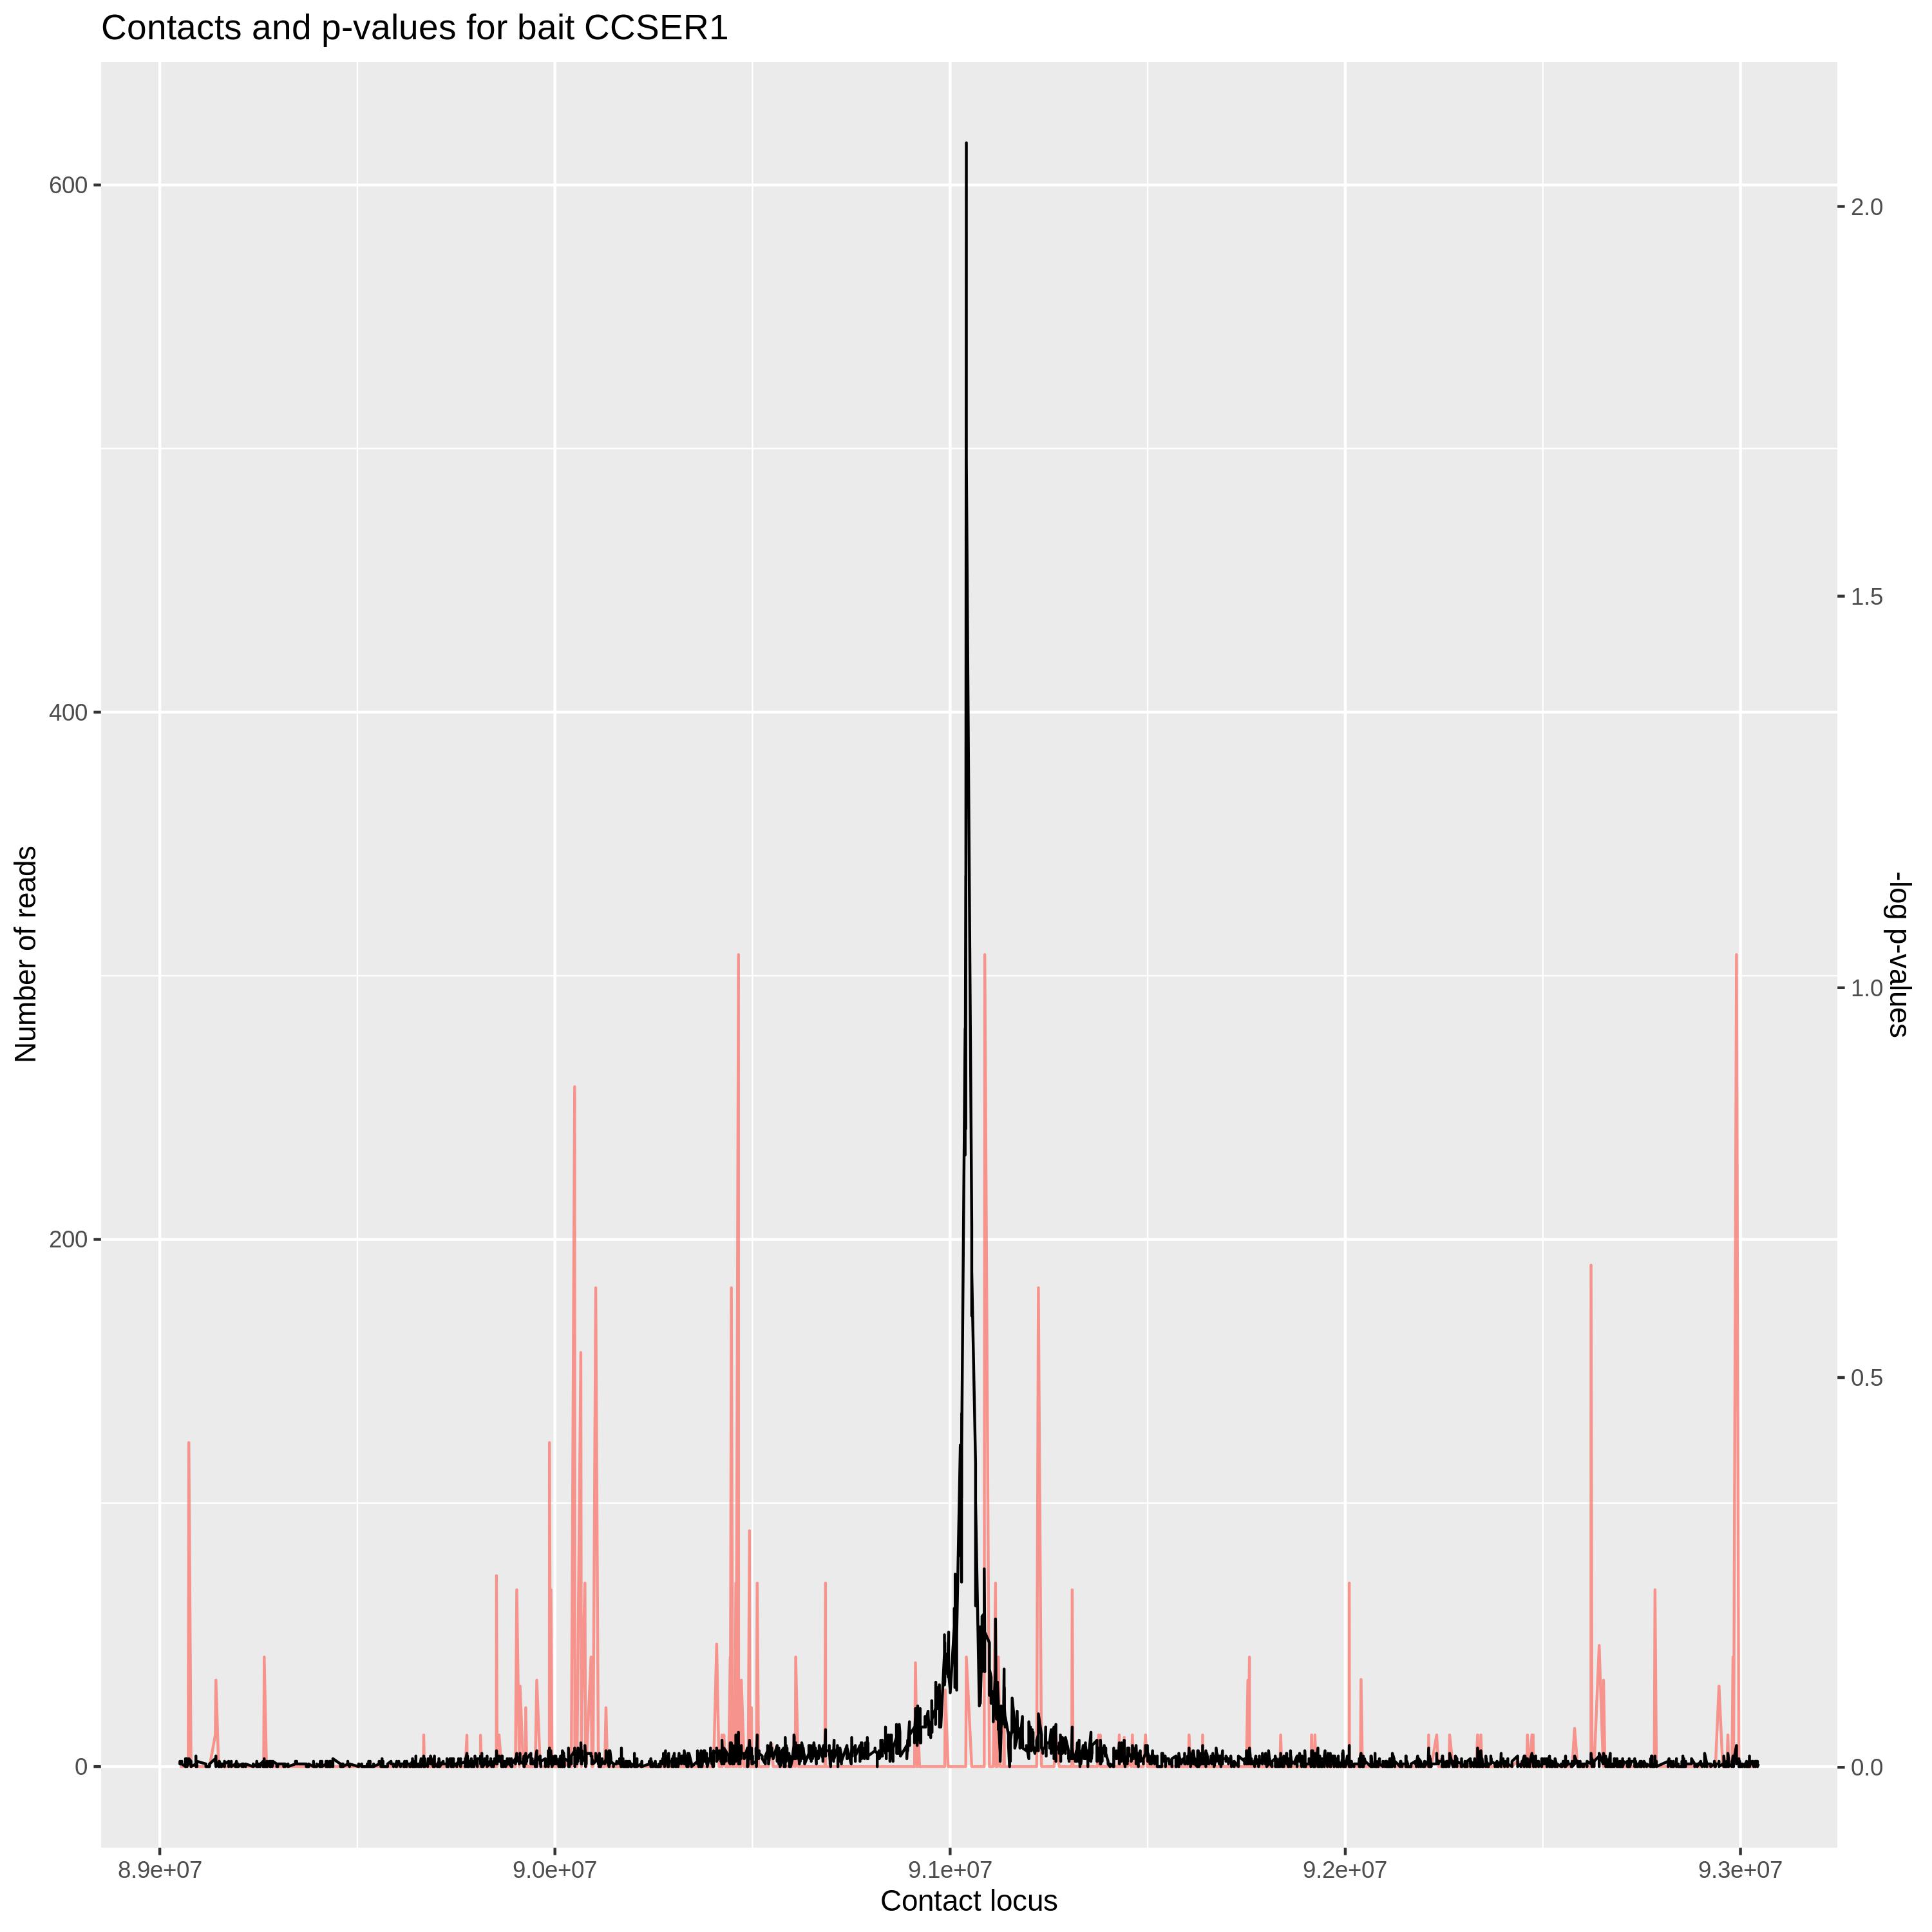 Contacts and p-values for bait CCSER1
600
400
200
0
Number of reads
2.0
1.5
1.0
0.5
0.0
-log p-values
8.9e+07 9.0e+07 9.1e+07 9.2e+07 9.3e+07
Contact locus